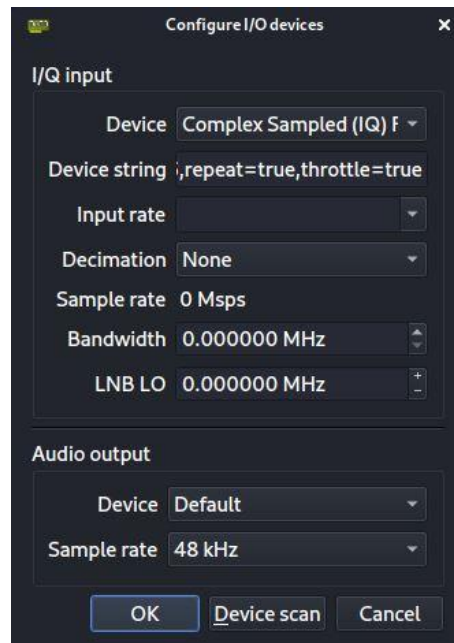 Configure I/O devices
I/Q input
Device Complex Sampled (IQ) F
Device string ,repeat=true,throttle=true
Input rate
Decimation None
Sample rate 0 Msps
Bandwidth 0.000000 MHz
LNB LO 0.000000 MHz
Audio output
Device Default
Sample rate 48 kHz
OK Device scan Cancel